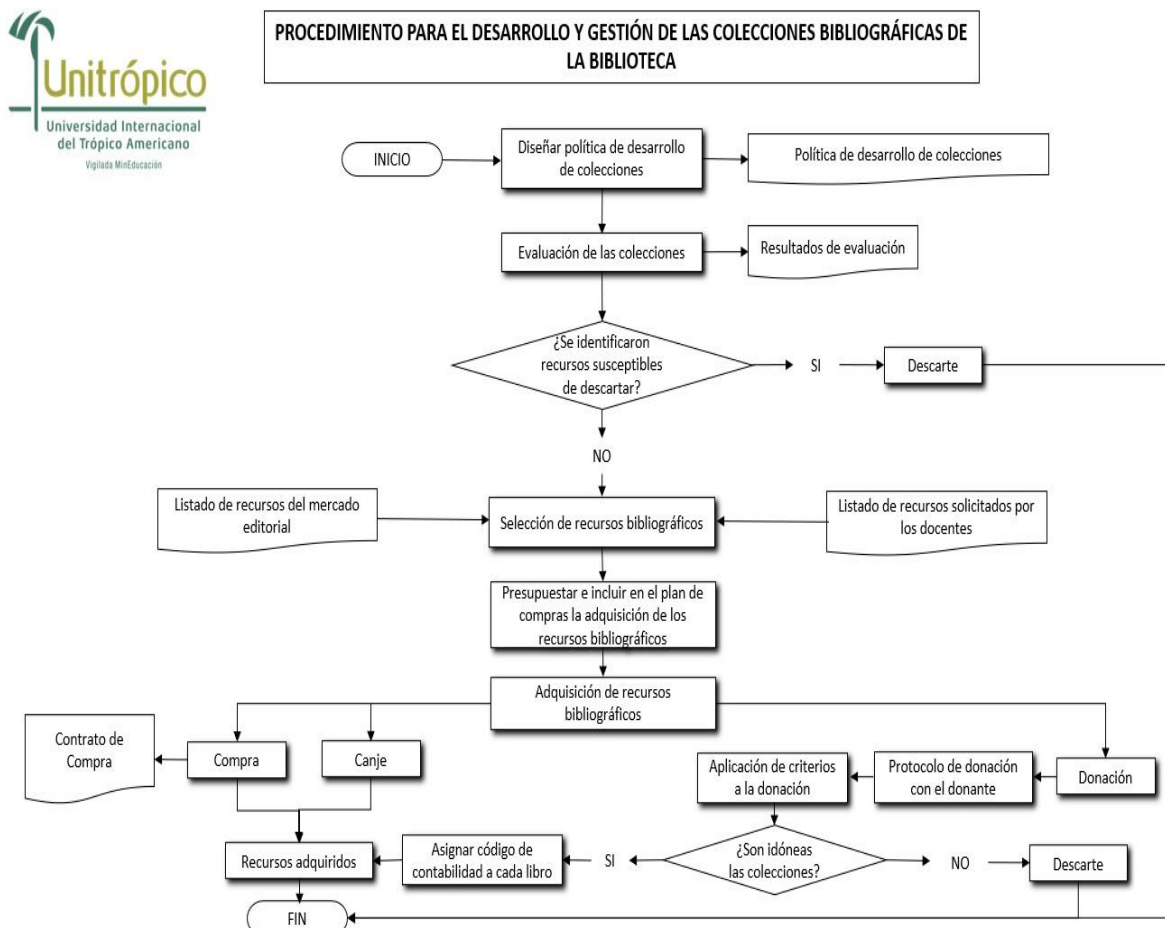 Unitrópico
Universidad Internacional
del Trópico Americano
Vigilada MinEducación
PROCEDIMIENTO PARA EL DESARROLLO Y GESTIÓN DE LAS COLECCIONES BIBLIOGRÁFICAS DE
LA BIBLIOTECA
INICIO
Diseñar política de desarrollo
de colecciones
Política de desarrollo de colecciones
Evaluación de las colecciones
Resultados de evaluación
¿Se identificaron
recursos susceptibles
de descartar?
SI
Descarte
NO
Listado de recursos del mercado
editorial
Selección de recursos bibliográficos
Listado de recursos solicitados por
los docentes
Presupuestar e incluir en el plan de
compras la adquisición de los
recursos bibliográficos
Adquisición de recursos
bibliográficos
Contrato de
Compra
Compra
Canje
Aplicación de criterios
a la donación
Protocolo de donación
con el donante
Donación
Recursos adquiridos
Asignar código de
contabilidad a cada libro
SI
¿Son idóneas
las colecciones?
NO
Descarte
FIN